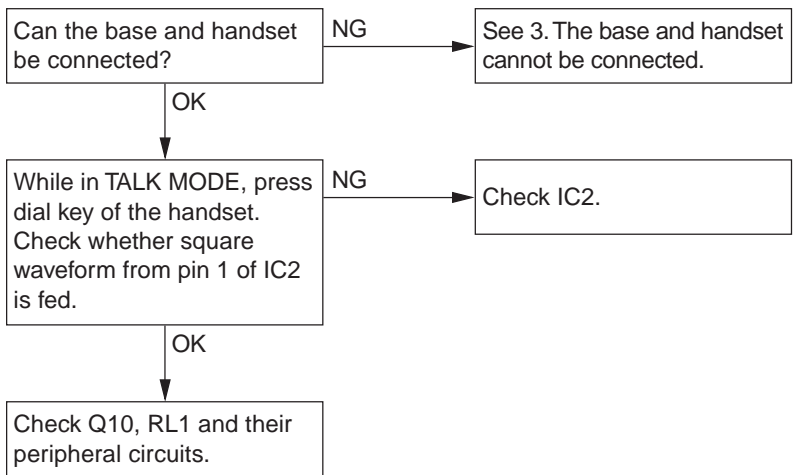 Can the base and handset
be connected?
NG
See 3. The base and handset
cannot be connected.
OK
While in TALK MODE, press
dial key of the handset.
Check whether square
waveform from pin 1 of IC2
is fed.
NG
Check IC2.
OK
Check Q10, RL1 and their
peripheral circuits.